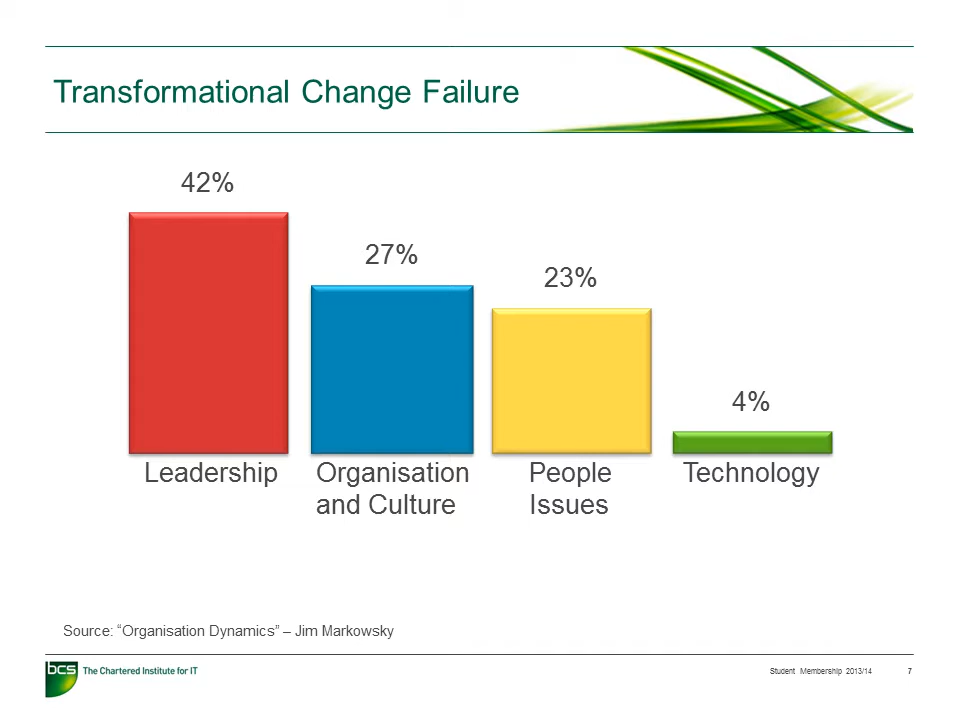 Transformational Change Failure
42%
27%
23%
4%
Leadership
Organisation
and Culture
People
Issues
Technology
Source: “Organisation Dynamics” – Jim Markowsky
bcs
The Chartered Institute for IT
Student Membership 2013/14
7